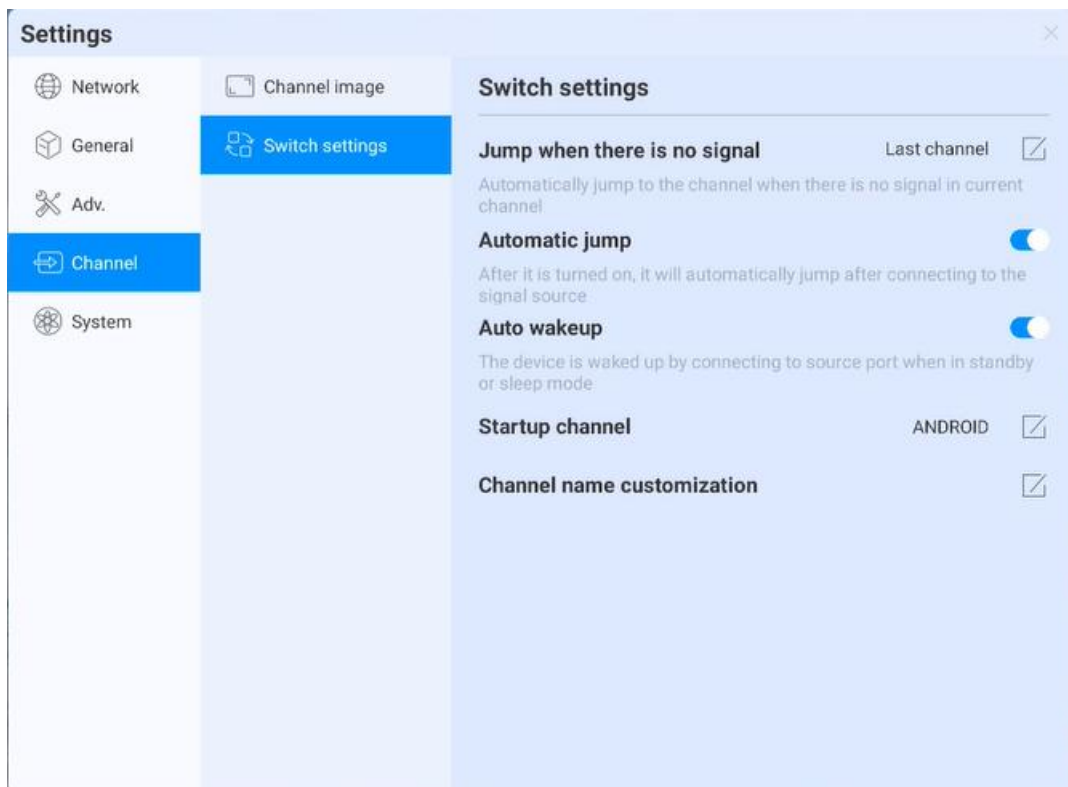 Settings
Network
General
Adv.
Channel
System
Channel image
Switch settings
Switch settings
Jump when there is no signal Last channel
Automatically jump to the channel when there is no signal in current
channel
Automatic jump
After it is turned on, it will automatically jump after connecting to the
signal source
Auto wakeup
The device is waked up by connecting to source port when in standby
or sleep mode
Startup channel ANDROID
Channel name customization